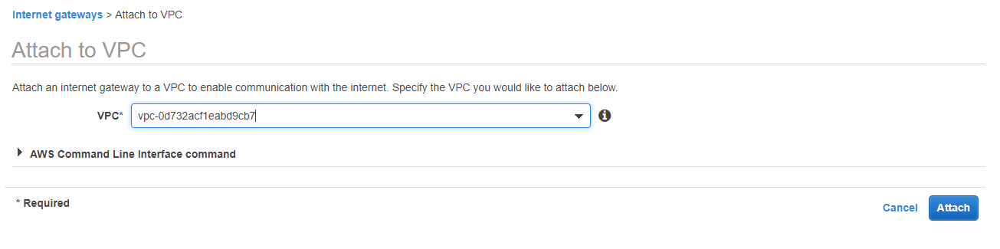 Internet gateways > Attach to VPC
Attach to VPC
Attach an internet gateway to a VPC to enable communication with the internet. Specify the VPC you would like to attach below.
VPC* vpc-0d732acf1eabd9cb7
AWS Command Line Interface command
* Required
Cancel Attach